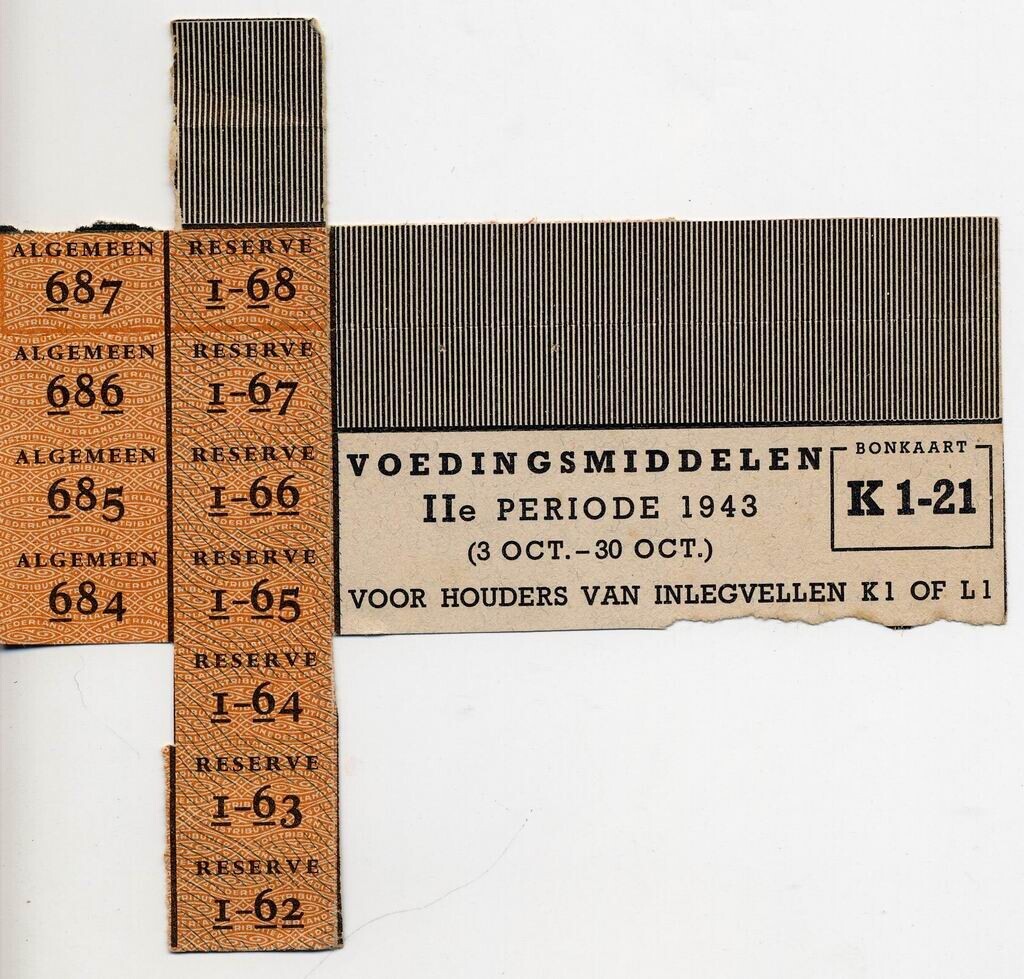 ALGEMEEN
687
ALGEMEEN
686
ALGEMEEN
685
ALGEMEEN
684
RESERVE
I-68
RESERVE
I-67
RESERVE
I-66
RESERVE
I-65
RESERVE
I-64
RESERVE
I-63
RESERVE
I-62
VOEDINGSMIDDELEN
IIe PERIODE 1943
(3 OCT.–30 OCT.)
VOOR HOUDERS VAN INLEGVELLEN K1 OF L1
BONKAART
K 1-21